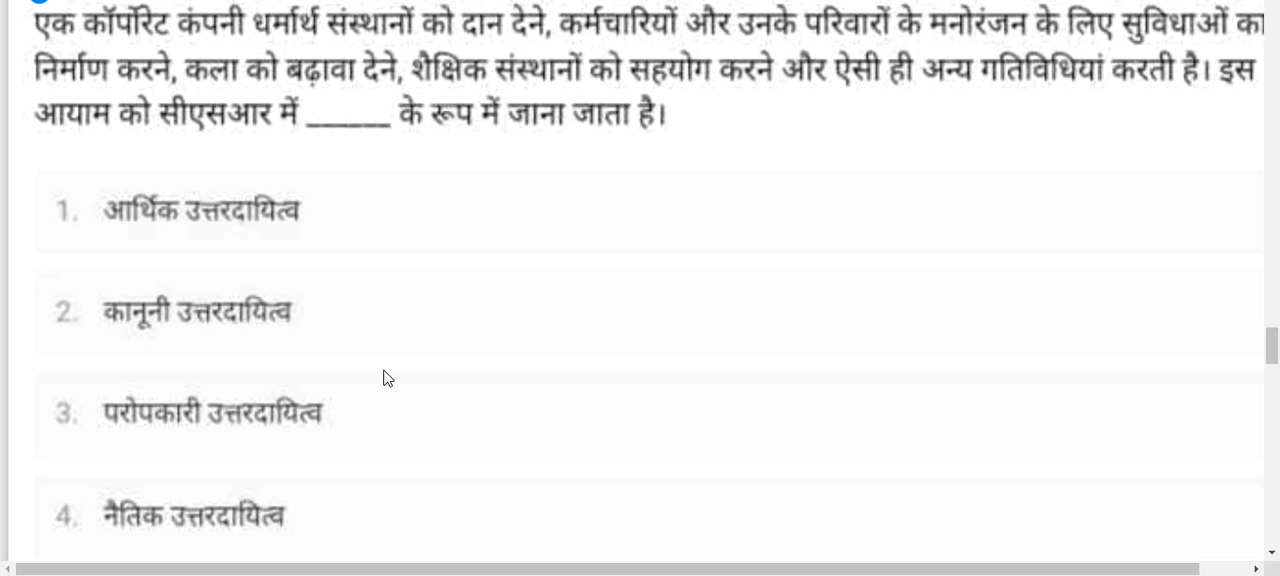 एक कॉर्पोरेट कंपनी धर्मार्थ संस्थानों को दान देने, कर्मचारियों और उनके परिवारों के मनोरंजन के लिए सुविधाओं का
निर्माण करने, कला को बढ़ावा देने, शैक्षिक संस्थानों को सहयोग करने और ऐसी ही अन्य गतिविधियां करती है। इस
आयाम को सीएसआर में ______ के रूप में जाना जाता है।
1. आर्थिक उत्तरदायित्व
2. कानूनी उत्तरदायित्व
3. परोपकारी उत्तरदायित्व
4. नैतिक उत्तरदायित्व